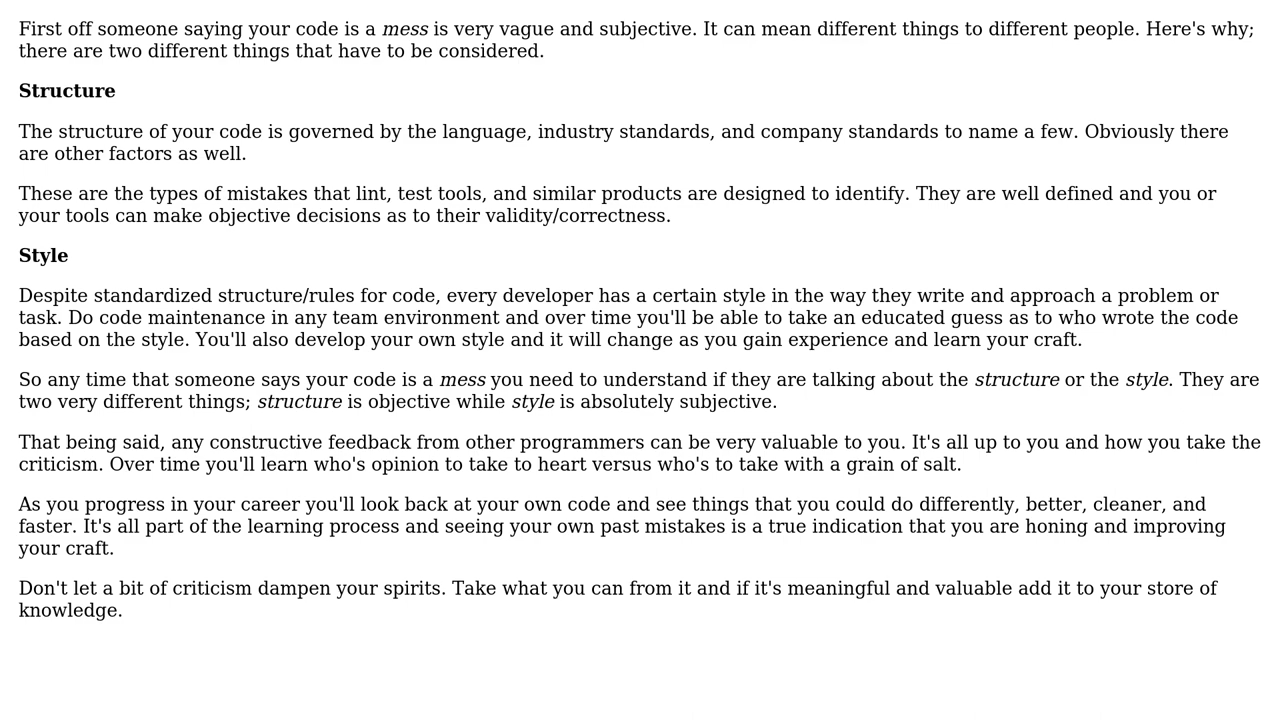 First off someone saying your code is a mess is very vague and subjective. It can mean different things to different people. Here's why;
there are two different things that have to be considered.
Structure
The structure of your code is governed by the language, industry standards, and company standards to name a few. Obviously there
are other factors as well.
These are the types of mistakes that lint, test tools, and similar products are designed to identify. They are well defined and you or
your tools can make objective decisions as to their validity/correctness.
Style
Despite standardized structure/rules for code, every developer has a certain style in the way they write and approach a problem or
task. Do code maintenance in any team environment and over time you'll be able to take an educated guess as to who wrote the code
based on the style. You'll also develop your own style and it will change as you gain experience and learn your craft.
So any time that someone says your code is a mess you need to understand if they are talking about the structure or the style. They are
two very different things; structure is objective while style is absolutely subjective.
That being said, any constructive feedback from other programmers can be very valuable to you. It's all up to you and how you take the
criticism. Over time you'll learn who's opinion to take to heart versus who's to take with a grain of salt.
As you progress in your career you'll look back at your own code and see things that you could do differently, better, cleaner, and
faster. It's all part of the learning process and seeing your own past mistakes is a true indication that you are honing and improving
your craft.
Don't let a bit of criticism dampen your spirits. Take what you can from it and if it's meaningful and valuable add it to your store of
knowledge.